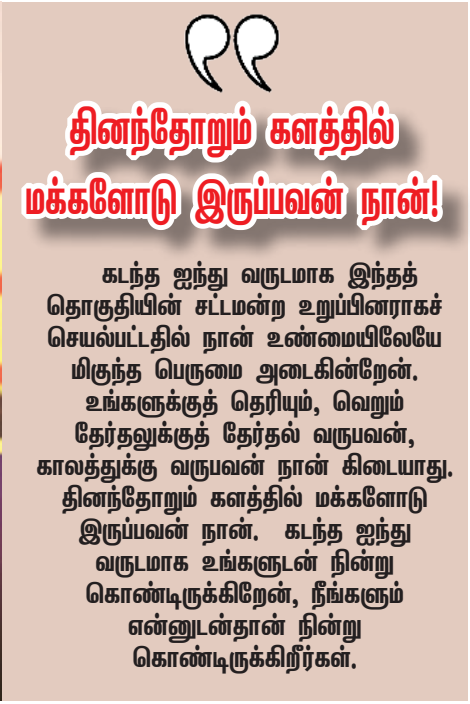 தினந்தோறும் களத்தில்
மக்களோடு இருப்பவன் நான்!
கடந்த ஐந்து வருடமாக இந்தத்
தொகுதியின் சட்டமன்ற உறுப்பினராகச்
செயல்பட்டதில் நான் உண்மையிலேயே
மிகுந்த பெருமை அடைகின்றேன்.
உங்களுக்குத் தெரியும், வெறும்
தேர்தலுக்குத் தேர்தல் வருபவன்,
காலத்துக்கு வருபவன் நான் கிடையாது.
தினந்தோறும் களத்தில் மக்களோடு
இருப்பவன் நான். கடந்த ஐந்து
வருடமாக உங்களுடன் நின்று
கொண்டிருக்கிறேன், நீங்களும்
என்னுடன்தான் நின்று
கொண்டிருக்கிறீர்கள்.